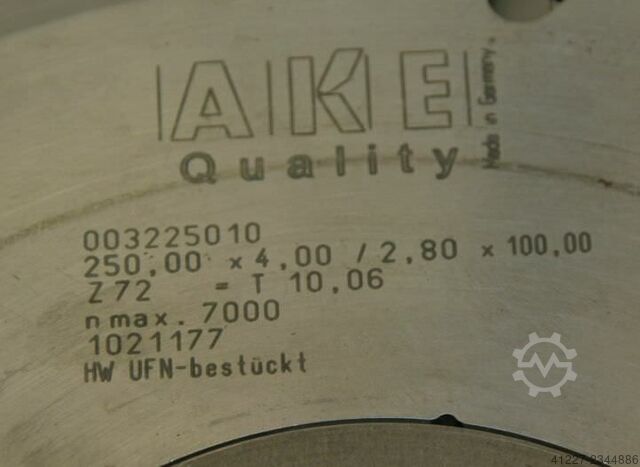 AKE
Quality
Made in Germany
003225010
250,00 x 4,00 / 2,80 x 100,00
Z72 = T 10,06
n max. 7000
1021177
HW UFN-bestückt
41227-2344886